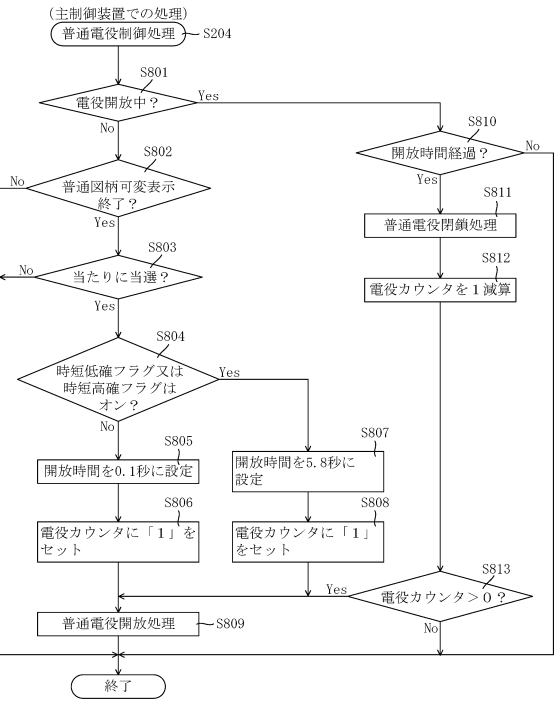 (主制御装置での処理)
普通電役制御処理
S204
S801
電役開放中？
Yes
No
S802
普通図柄可変表示
終了？
No
Yes
S803
当たりに当選？
No
Yes
S804
時短低確フラグ又は
時短高確フラグは
オン？
Yes
No
S805
開放時間を0.1秒に設定
S806
電役カウンタに「１」を
セット
S807
開放時間を5.8秒に
設定
S808
電役カウンタに「１」
をセット
普通電役開放処理
S809
S810
開放時間経過？
No
Yes
S811
普通電役閉鎖処理
S812
電役カウンタを１減算
S813
電役カウンタ＞０？
Yes
No
終了